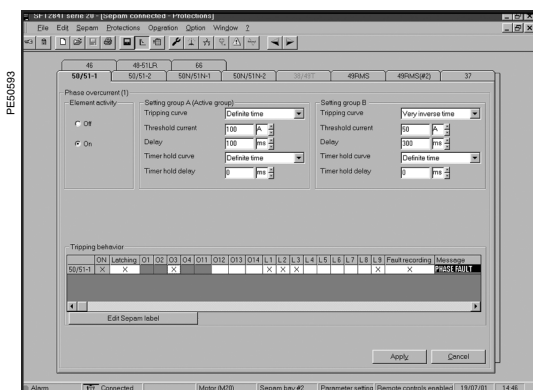 SFT2841 serie 20 - [Sepam connected - Protections]
File Edit Sepam Protections Operation Option Window ?
PE50593
46 48-51LR 66
50/51-1 50/51-2 50N/51N-1 50N/51N-2 38/49T 49RMS 49RMS(#2) 37
Phase overcurrent (1)
Element activity
Off
On
Setting group A (Active group)
Tripping curve Definite time
Threshold current 100 A
Delay 100 ms
Timer hold curve Definite time
Timer hold delay 0 ms
Setting group B
Tripping curve Very inverse time
Threshold current 50 A
Delay 300 ms
Timer hold curve Definite time
Timer hold delay 0 ms
Tripping behavior
ON Latching O1 O2 O3 O4 O11 O12 O13 O14 L1 L2 L3 L4 L5 L6 L7 L8 L9 Fault recording Message
50/51-1 X X X X X X X X PHASE FAULT
Edit Sepam label
Apply Cancel
Alarm Connected Motor (M20) Sepam bay #2 Parameter setting Remote controls enabled 19/07/01 14:46